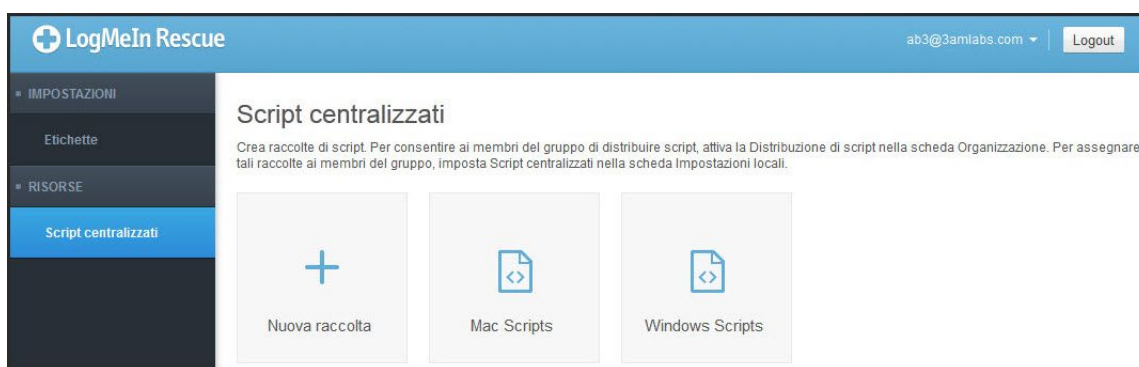 LogMeIn Rescue
ab3@3amlabs.com
Logout
IMPOSTAZIONI
Etichette
RISORSE
Script centralizzati
Script centralizzati
Crea raccolte di script. Per consentire ai membri del gruppo di distribuire script, attiva la Distribuzione di script nella scheda Organizzazione. Per assegnare
tali raccolte ai membri del gruppo, imposta Script centralizzati nella scheda Impostazioni locali.
Nuova raccolta
Mac Scripts
Windows Scripts